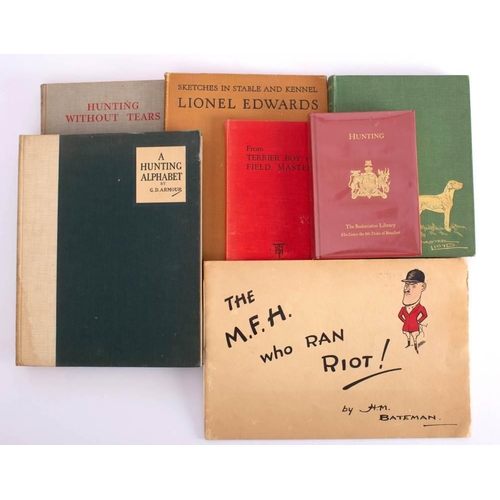 HUNTING
WITHOUT TEARS
SKETCHES IN STABLE AND KENNEL
LIONEL EDWARDS
A
HUNTING
ALPHABET
BY
G.D. ARMOUR
From
TERRIER BOY
FIELD MASTER
HUNTING
The Badminton Library
THE
M.F.H.
who RAN
RIOT!
by H.M.
BATEMAN.